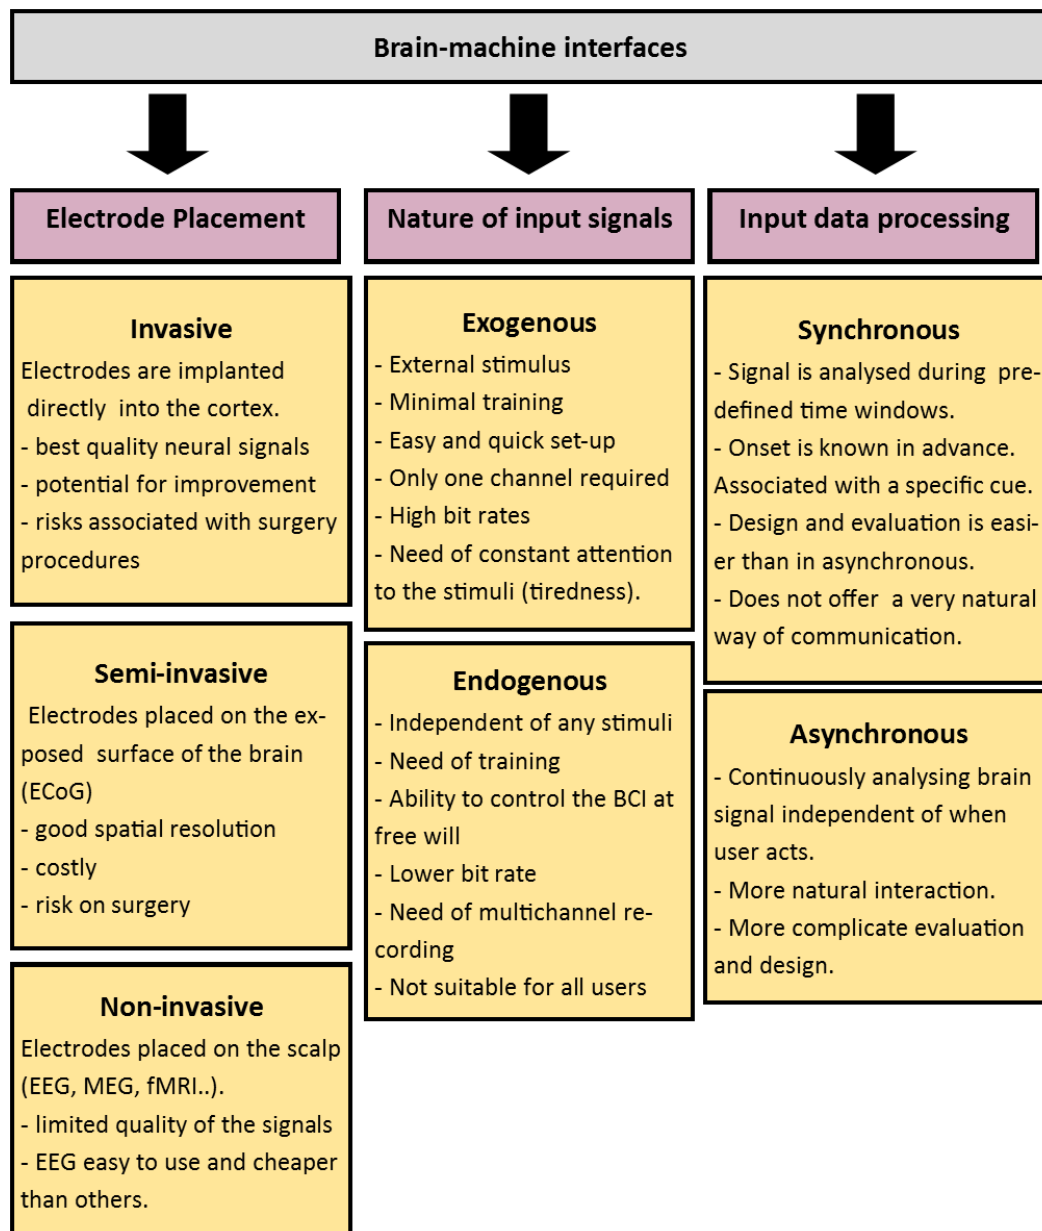 Brain-machine interfaces
Electrode Placement
Invasive
Electrodes are implanted
directly into the cortex.
- best quality neural signals
- potential for improvement
- risks associated with surgery
procedures
Semi-invasive
Electrodes placed on the ex-
posed surface of the brain
(ECoG)
- good spatial resolution
- costly
- risk on surgery
Non-invasive
Electrodes placed on the scalp
(EEG, MEG, fMRI..).
- limited quality of the signals
- EEG easy to use and cheaper
than others.
Nature of input signals
Exogenous
- External stimulus
- Minimal training
- Easy and quick set-up
- Only one channel required
- High bit rates
- Need of constant attention
to the stimuli (tiredness).
Endogenous
- Independent of any stimuli
- Need of training
- Ability to control the BCI at
free will
- Lower bit rate
- Need of multichannel re-
cording
- Not suitable for all users
Input data processing
Synchronous
- Signal is analysed during pre-
defined time windows.
- Onset is known in advance.
Associated with a specific cue.
- Design and evaluation is easi-
er than in asynchronous.
- Does not offer a very natural
way of communication.
Asynchronous
- Continuously analysing brain
signal independent of when
user acts.
- More natural interaction.
- More complicate evaluation
and design.